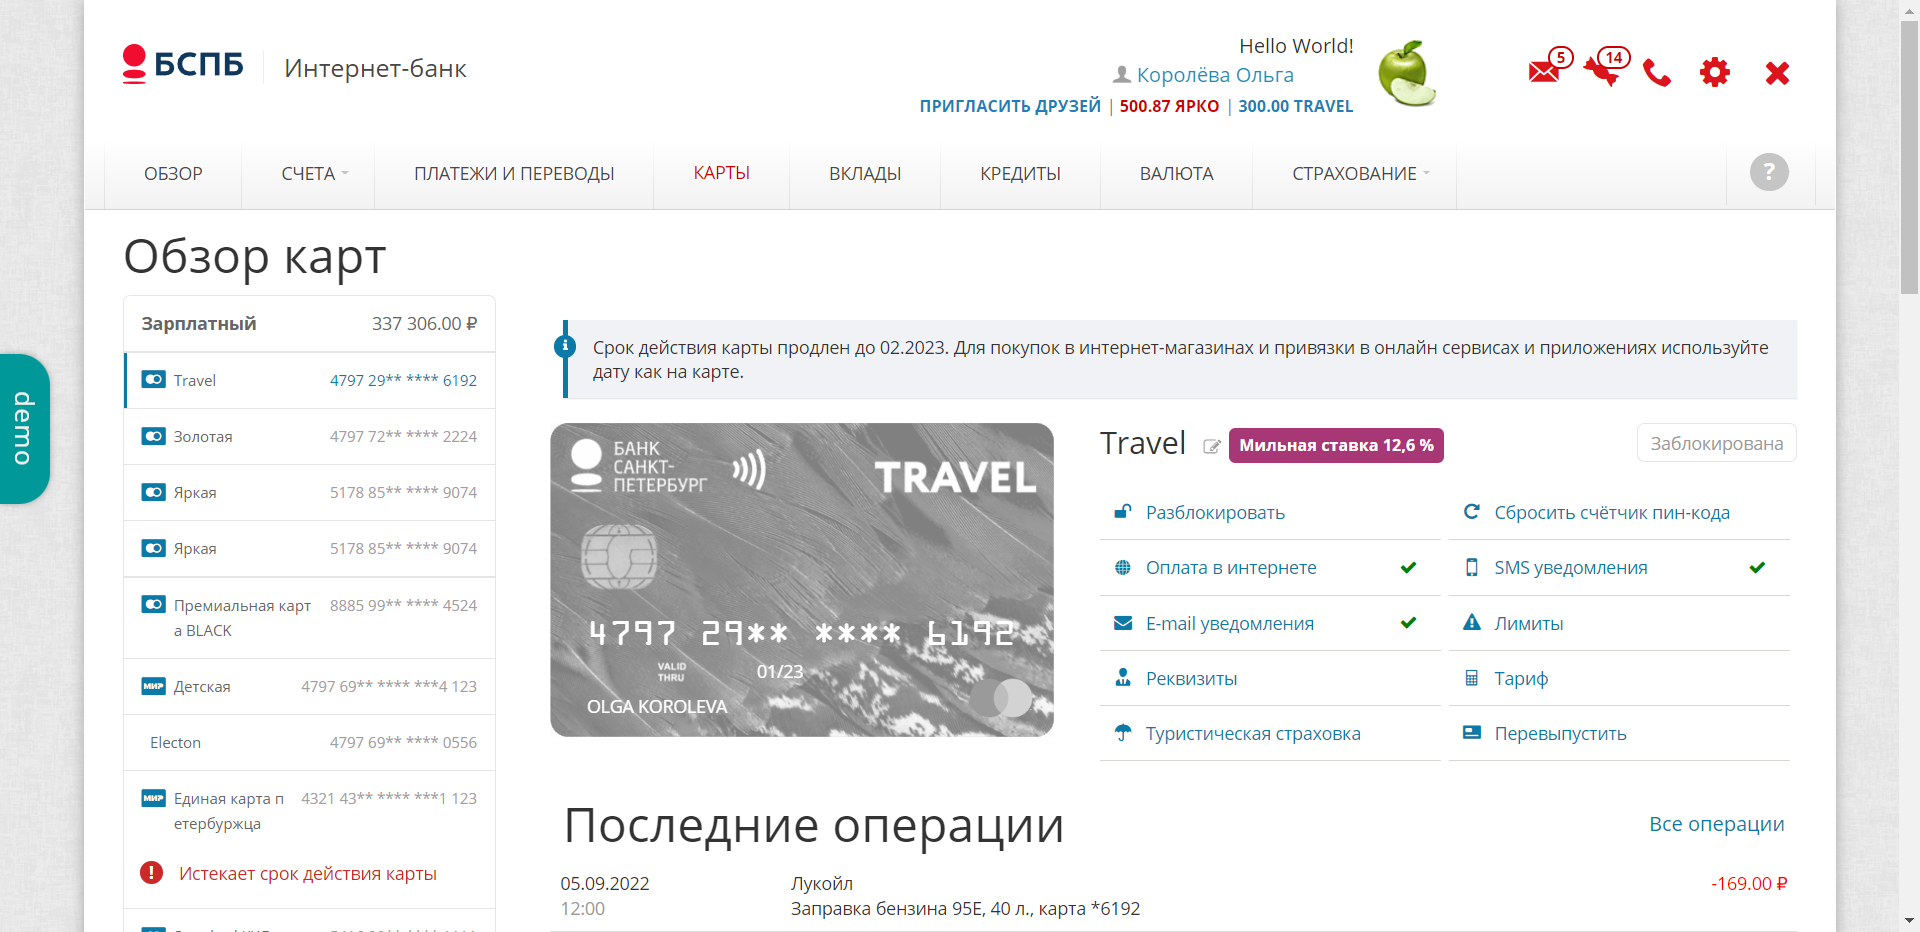 БСПБ
Интернет-банк
Hello World!
Королёва Ольга
ПРИГЛАСИТЬ ДРУЗЕЙ | 500.87 ЯРКО | 300.00 TRAVEL
5
14
ОБЗОР
СЧЕТА
ПЛАТЕЖИ И ПЕРЕВОДЫ
КАРТЫ
ВКЛАДЫ
КРЕДИТЫ
ВАЛЮТА
СТРАХОВАНИЕ
?
demo
Обзор карт
Зарплатный 337 306.00 ₽
Travel 4797 29** **** 6192
Золотая 4797 72** **** 2224
Яркая 5178 85** **** 9074
Яркая 5178 85** **** 9074
Премиальная карт 8885 99** **** 4524
а BLACK
МИР Детская 4797 69** **** ***4 123
Electon 4797 69** **** 0556
МИР Единая карта п 4321 43** **** ***1 123
етербуржца
Истекает срок действия карты
Срок действия карты продлен до 02.2023. Для покупок в интернет-магазинах и привязки в онлайн сервисах и приложениях используйте
дату как на карте.
БАНК
САНКТ-
ПЕТЕРБУРГ
TRAVEL
4797 29** **** 6192
VALID
THRU
01/23
OLGA KOROLEVA
Travel
Мильная ставка 12,6 %
Заблокирована
Разблокировать
Сбросить счётчик пин-кода
Оплата в интернете
SMS уведомления
E-mail уведомления
Лимиты
Реквизиты
Тариф
Туристическая страховка
Перевыпустить
Последние операции
Все операции
05.09.2022 Лукойл -169.00 ₽
12:00 Заправка бензина 95Е, 40 л., карта *6192